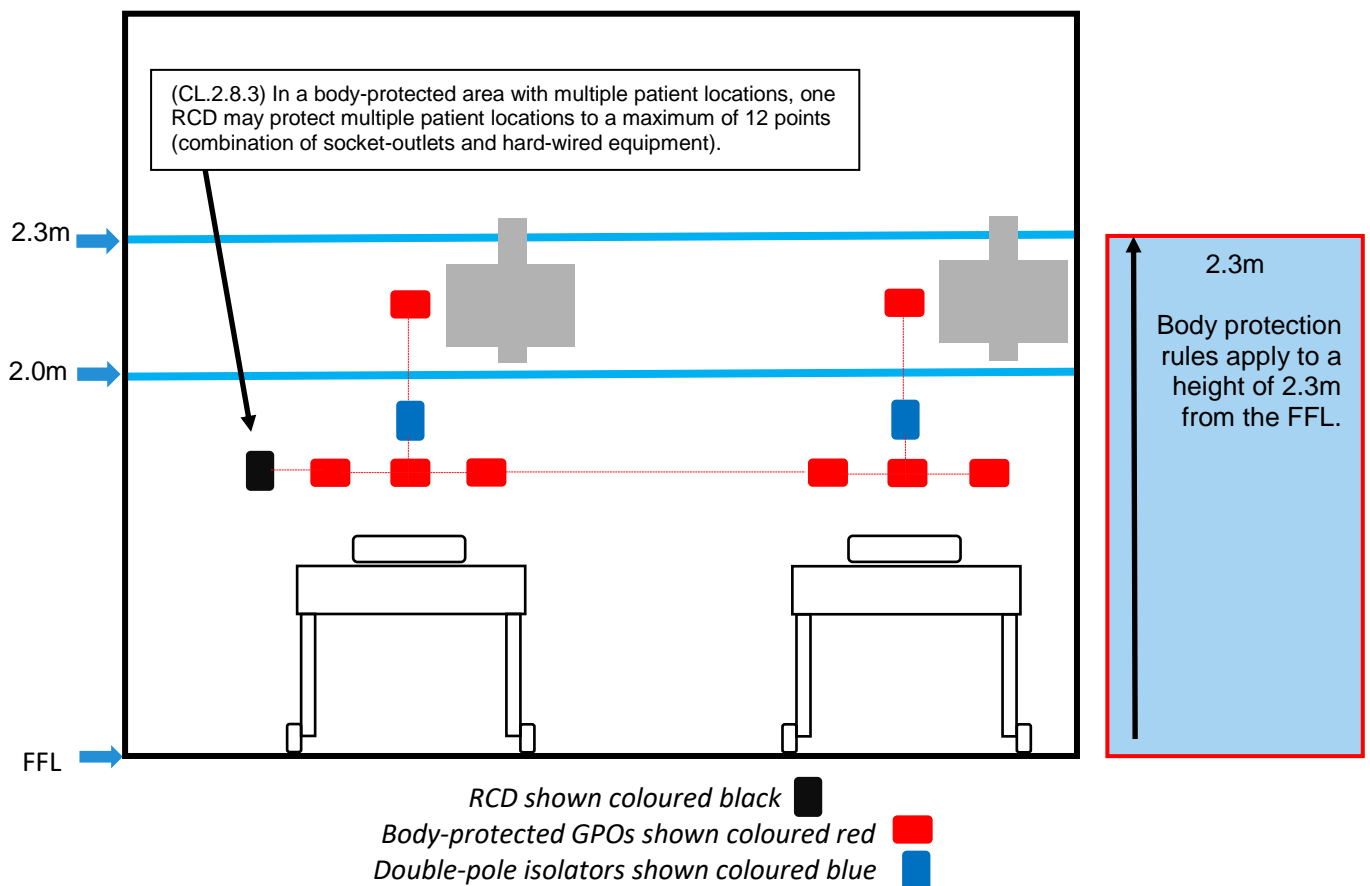 (CL.2.8.3) In a body-protected area with multiple patient locations, one
RCD may protect multiple patient locations to a maximum of 12 points
(combination of socket-outlets and hard-wired equipment).
2.3m
2.3m
Body protection
rules apply to a
height of 2.3m
from the FFL.
2.0m
FFL
RCD shown coloured black
Body-protected GPOs shown coloured red
Double-pole isolators shown coloured blue